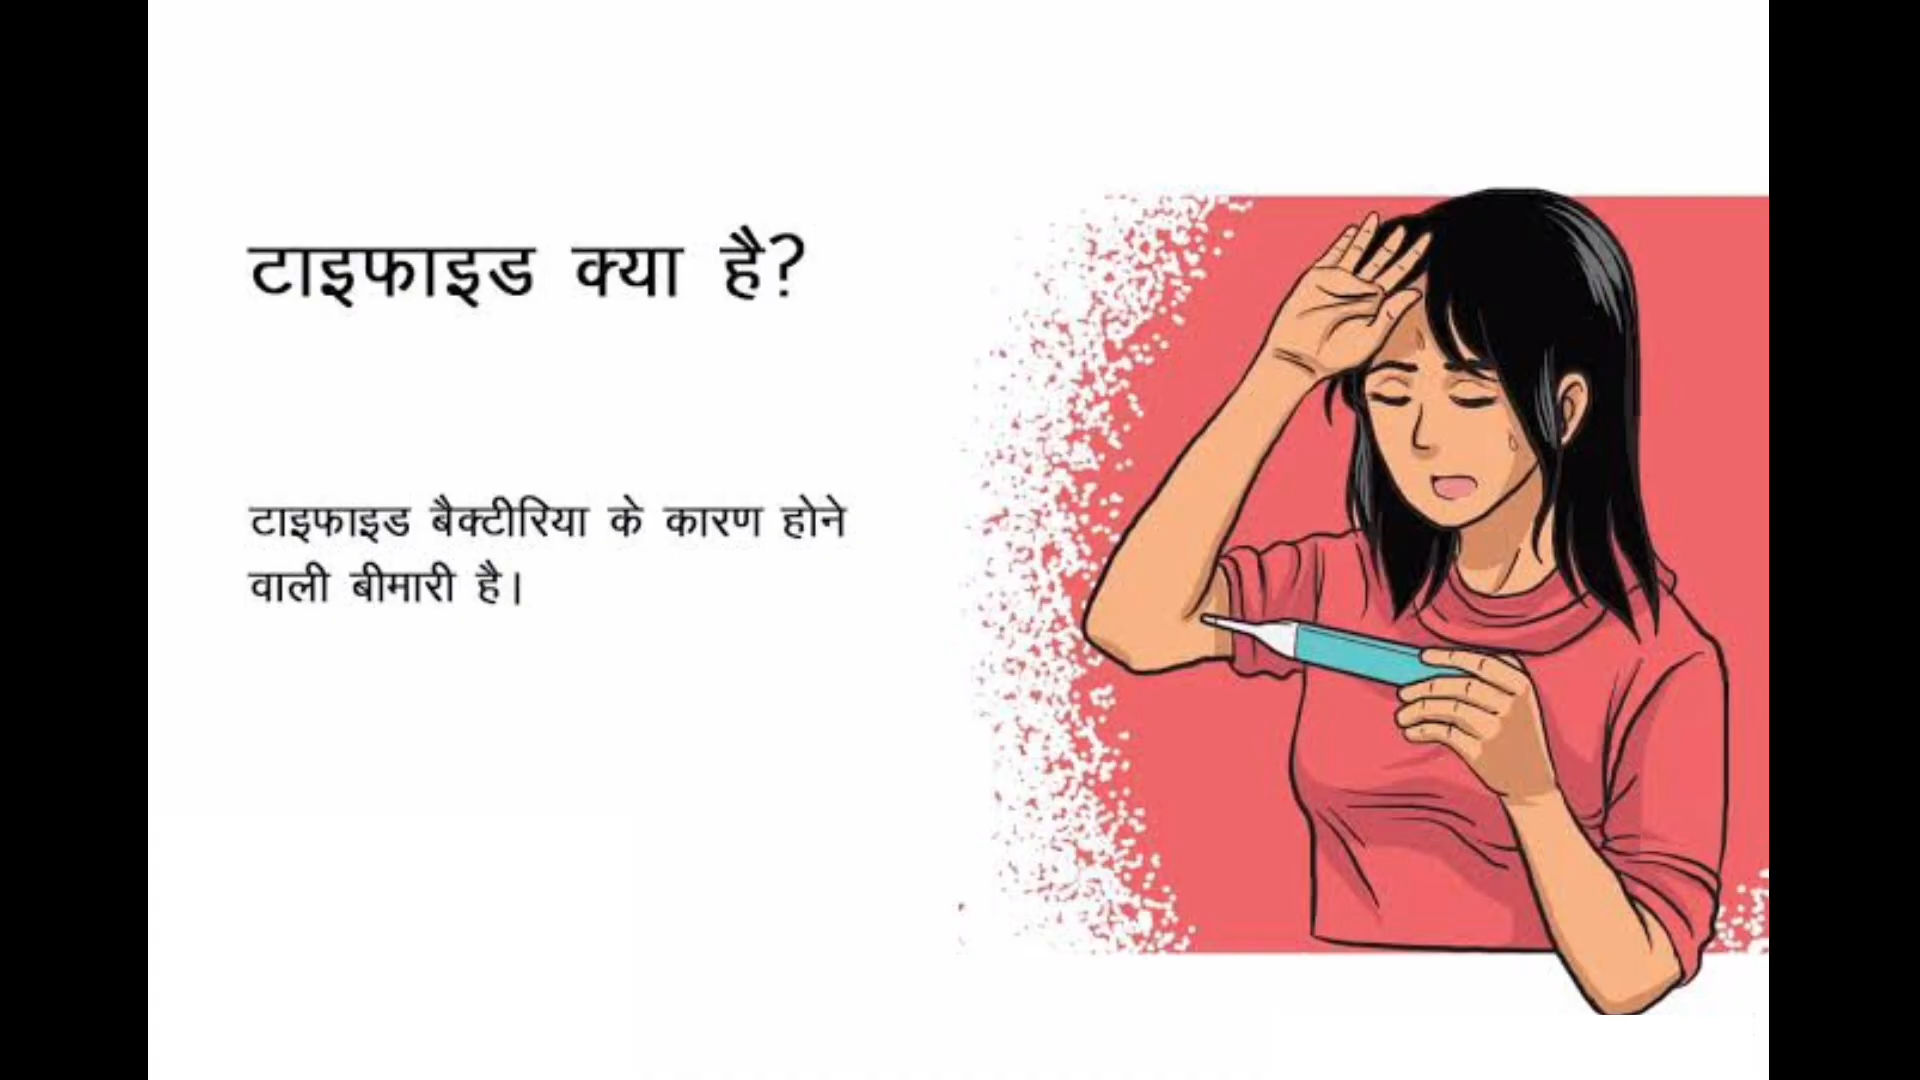 टाइफाइड क्या है?
टाइफाइड बैक्टीरिया के कारण होने
वाली बीमारी है।